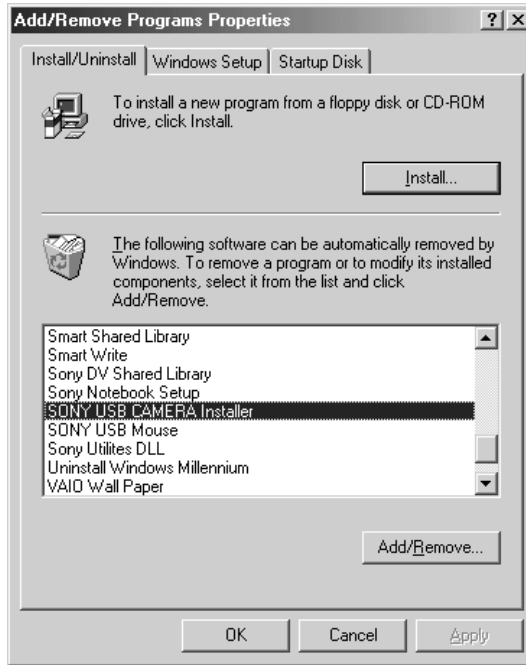 Add/Remove Programs Properties
Install/Uninstall
Windows Setup
Startup Disk
To install a new program from a floppy disk or CD-ROM
drive, click Install.
Install...
The following software can be automatically removed by
Windows. To remove a program or to modify its installed
components, select it from the list and click
Add/Remove.
Smart Shared Library
Smart Write
Sony DV Shared Library
Sony Notebook Setup
SONY USB CAMERA Installer
SONY USB Mouse
Sony Utilites DLL
Uninstall Windows Millennium
VAIO Wall Paper
Add/Remove...
OK
Cancel
Apply